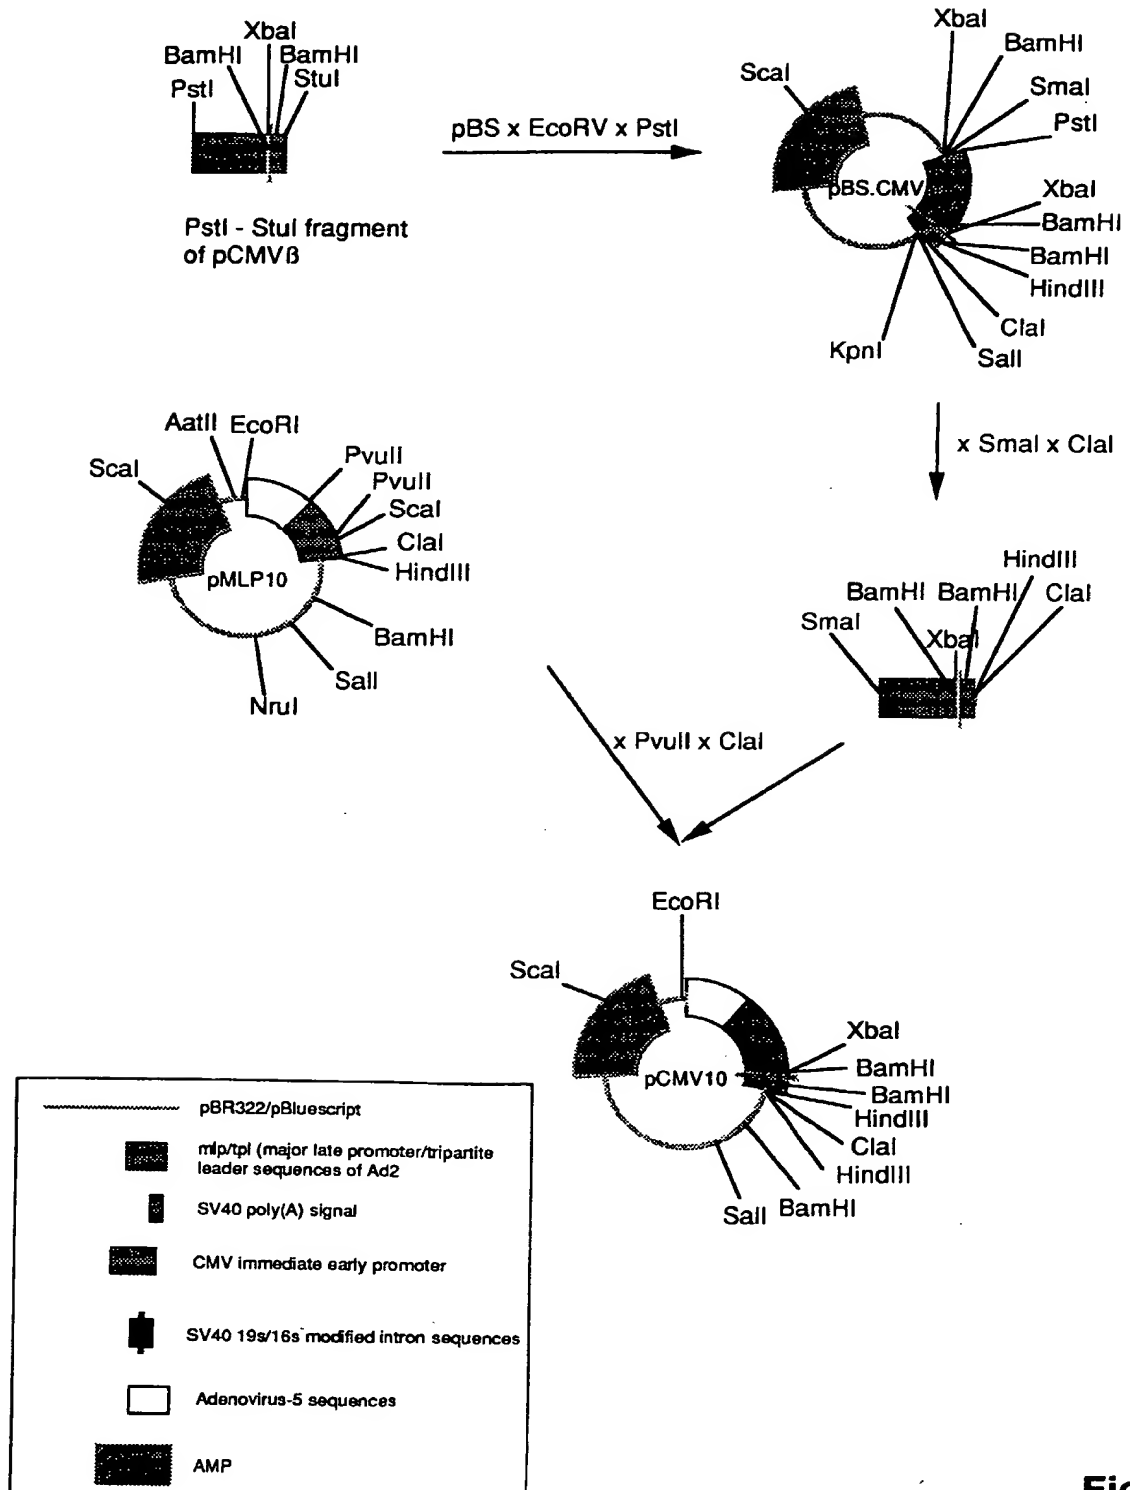 XbaI
BamHI
BamHI
PstI
StuI
PstI - StuI fragment
of pCMVß
pBS x EcoRV x PstI
XbaI
BamHI
ScaI
SmaI
PstI
pBS.CMV
XbaI
BamHI
BamHI
HindIII
ClaI
KpnI
SalI
x SmaI x ClaI
AatII
EcoRI
ScaI
PvuII
PvuII
ScaI
ClaI
HindIII
pMLP10
BamHI
SalI
NruI
HindIII
BamHI
BamHI
ClaI
SmaI
XbaI
x PvuII x ClaI
EcoRI
ScaI
XbaI
BamHI
pCMV10
BamHI
HindIII
ClaI
HindIII
SalI
BamHI
pBR322/pBluescript
mlp/tpl (major late promoter/tripartite
leader sequences of Ad2
SV40 poly(A) signal
CMV immediate early promoter
SV40 19s/16s modified intron sequences
Adenovirus-5 sequences
AMP
Fig